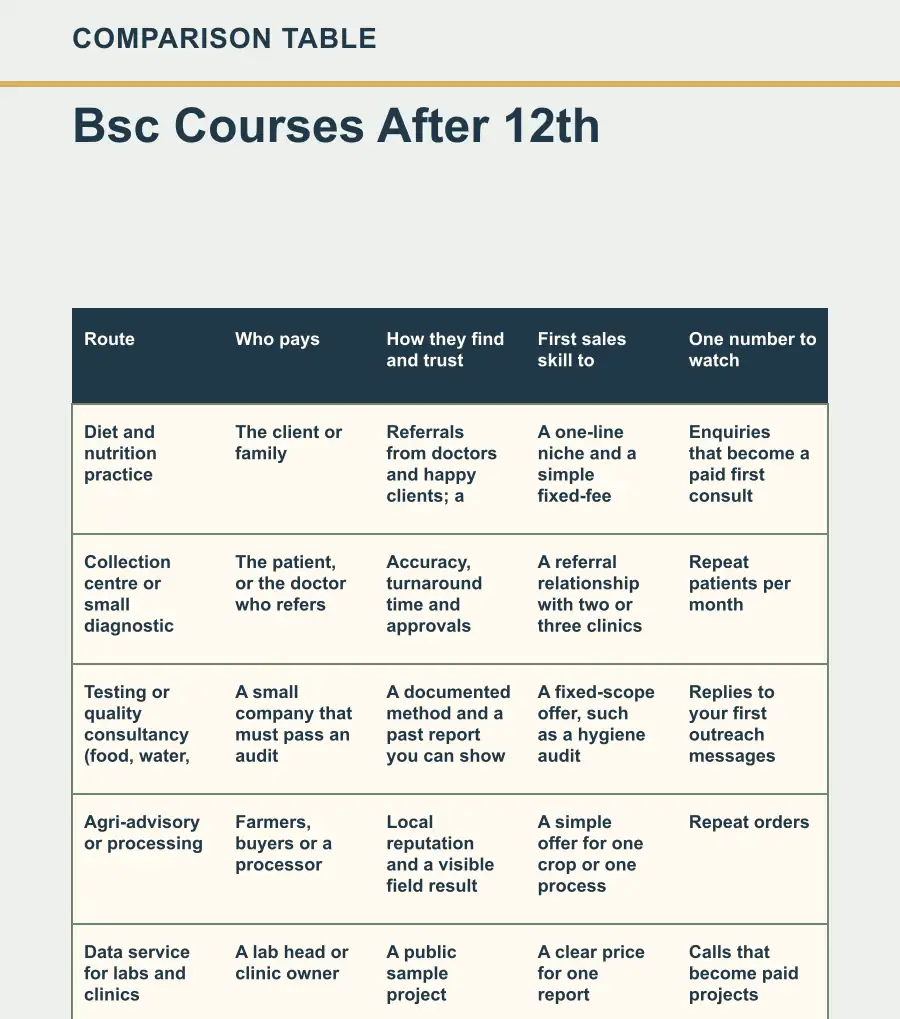 COMPARISON TABLE
Bsc Courses After 12th
Route
Who pays
How they find
and trust
First sales
skill to
One number to
watch
Diet and
nutrition
practice
The client or
family
Referrals
from doctors
and happy
clients; a
A one-line
niche and a
simple
fixed-fee
Enquiries
that become a
paid first
consult
Collection
centre or
small
diagnostic
The patient,
or the doctor
who refers
Accuracy,
turnaround
time and
approvals
A referral
relationship
with two or
three clinics
Repeat
patients per
month
Testing or
quality
consultancy
(food, water,
A small
company that
must pass an
audit
A documented
method and a
past report
you can show
A fixed-scope
offer, such
as a hygiene
audit
Replies to
your first
outreach
messages
Agri-advisory
or processing
Farmers,
buyers or a
processor
Local
reputation
and a visible
field result
A simple
offer for one
crop or one
process
Repeat orders
Data service
for labs and
clinics
A lab head or
clinic owner
A public
sample
project
A clear price
for one
report
Calls that
become paid
projects